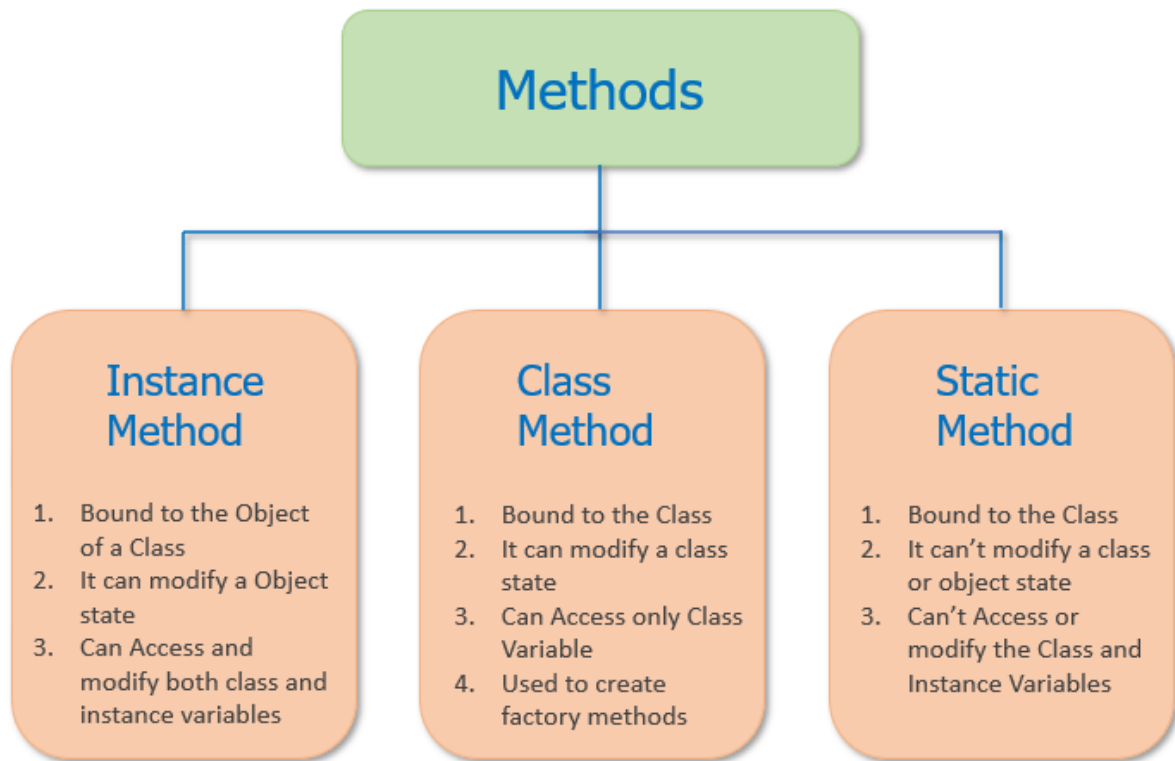 Methods
Instance
Method
1. Bound to the Object
of a Class
2. It can modify a Object
state
3. Can Access and
modify both class and
instance variables
Class
Method
1. Bound to the Class
2. It can modify a class
state
3. Can Access only Class
Variable
4. Used to create
factory methods
Static
Method
1. Bound to the Class
2. It can’t modify a class
or object state
3. Can’t Access or
modify the Class and
Instance Variables